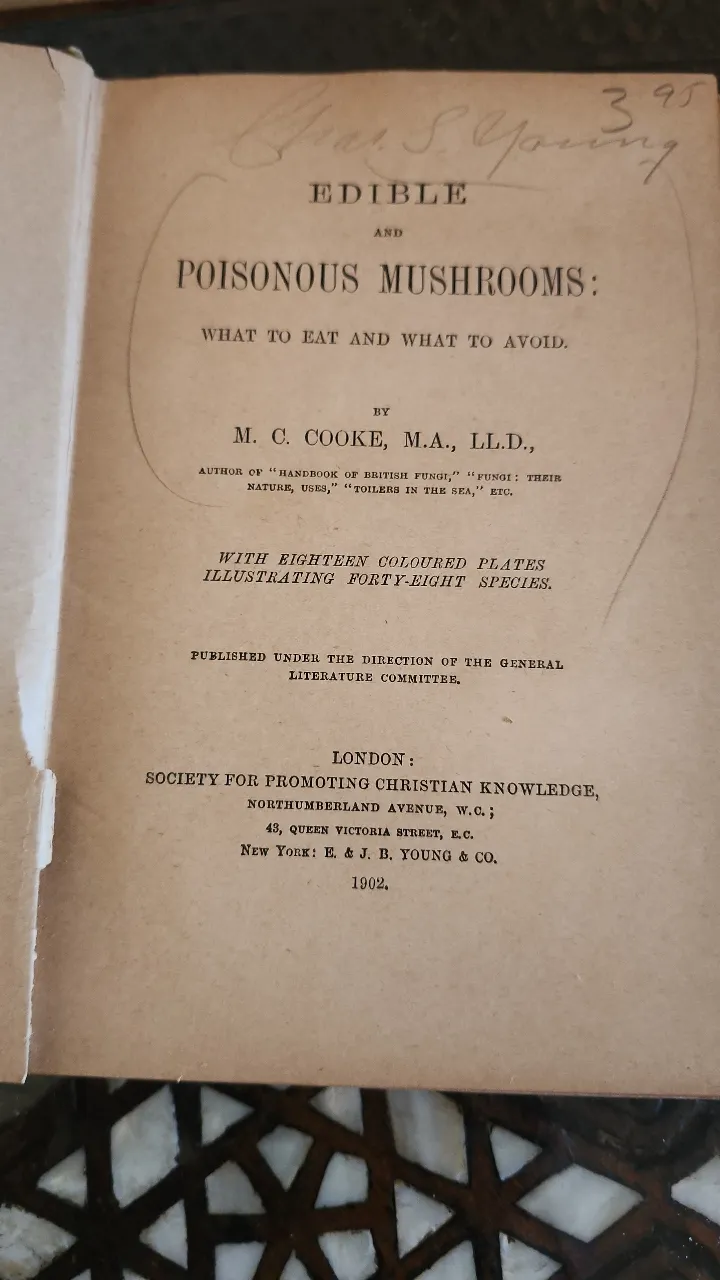 3 95
Chas. S. Young
EDIBLE
AND
POISONOUS MUSHROOMS:
WHAT TO EAT AND WHAT TO AVOID.
BY
M. C. COOKE, M.A., LL.D.,
AUTHOR OF "HANDBOOK OF BRITISH FUNGI," "FUNGI: THEIR
NATURE, USES," "TOILERS IN THE SEA," ETC.
WITH EIGHTEEN COLOURED PLATES
ILLUSTRATING FORTY-EIGHT SPECIES.
PUBLISHED UNDER THE DIRECTION OF THE GENERAL
LITERATURE COMMITTEE.
LONDON:
SOCIETY FOR PROMOTING CHRISTIAN KNOWLEDGE,
NORTHUMBERLAND AVENUE, W.C.;
43, QUEEN VICTORIA STREET, E.C.
NEW YORK: E. & J. B. YOUNG & CO.
1902.